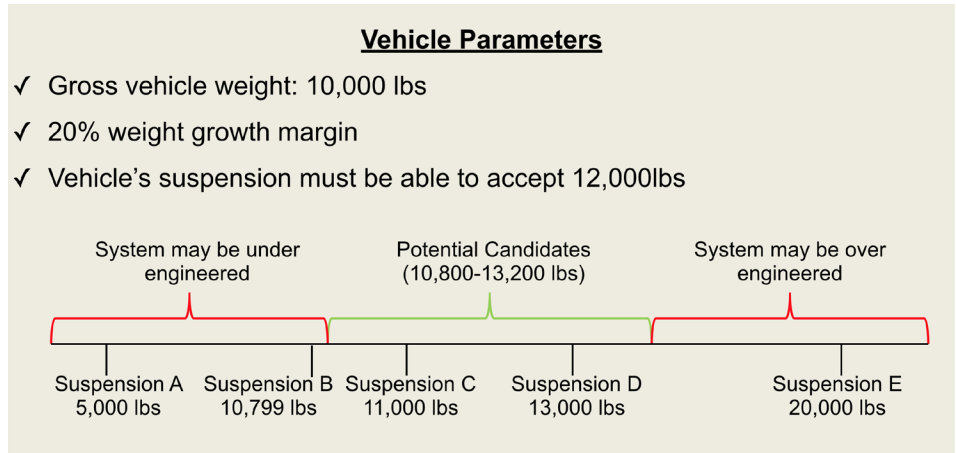 Vehicle Parameters
✓ Gross vehicle weight: 10,000 lbs
✓ 20% weight growth margin
✓ Vehicle's suspension must be able to accept 12,000lbs
System may be under
engineered
Potential Candidates
(10,800-13,200 lbs)
System may be over
engineered
Suspension A
5,000 lbs
Suspension B
10,799 lbs
Suspension C
11,000 lbs
Suspension D
13,000 lbs
Suspension E
20,000 lbs